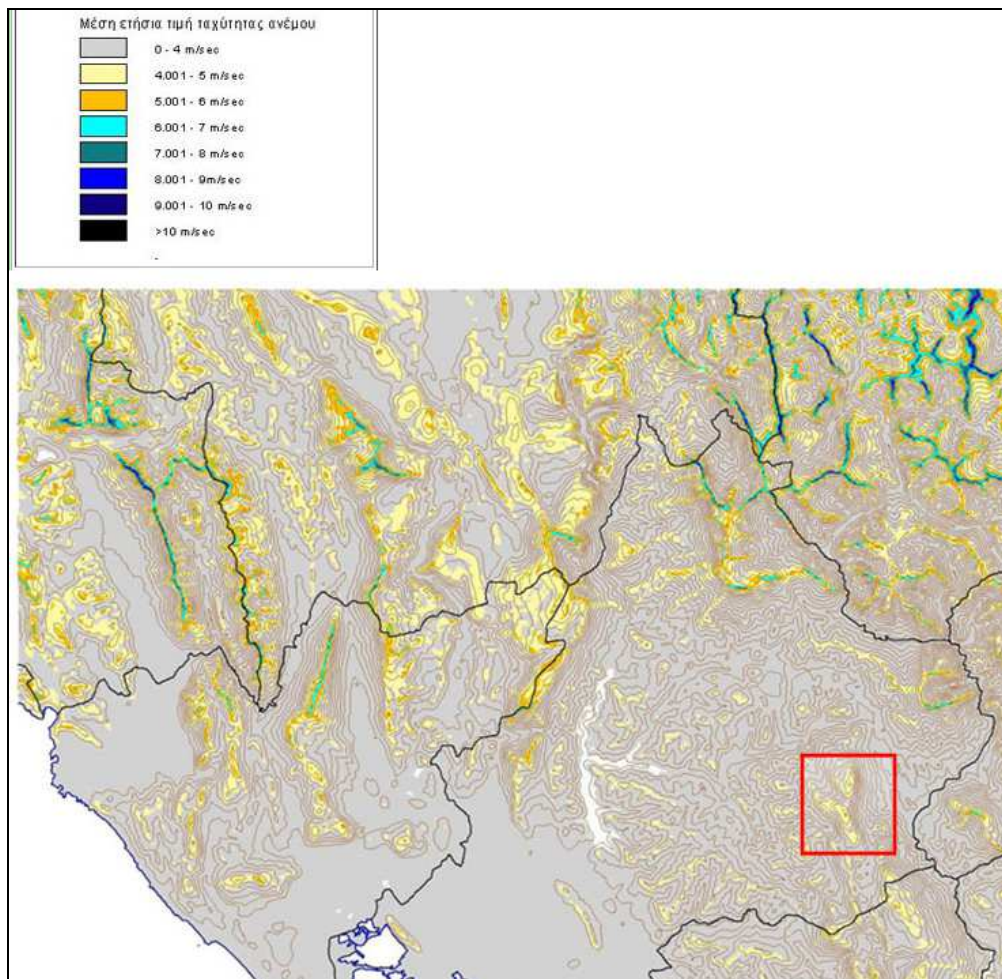 Μέση ετήσια τιμή ταχύτητας ανέμου
0 - 4 m/sec
4.001 - 5 m/sec
5.001 - 6 m/sec
6.001 - 7 m/sec
7.001 - 8 m/sec
8.001 - 9m/sec
9.001 - 10 m/sec
>10 m/sec
-